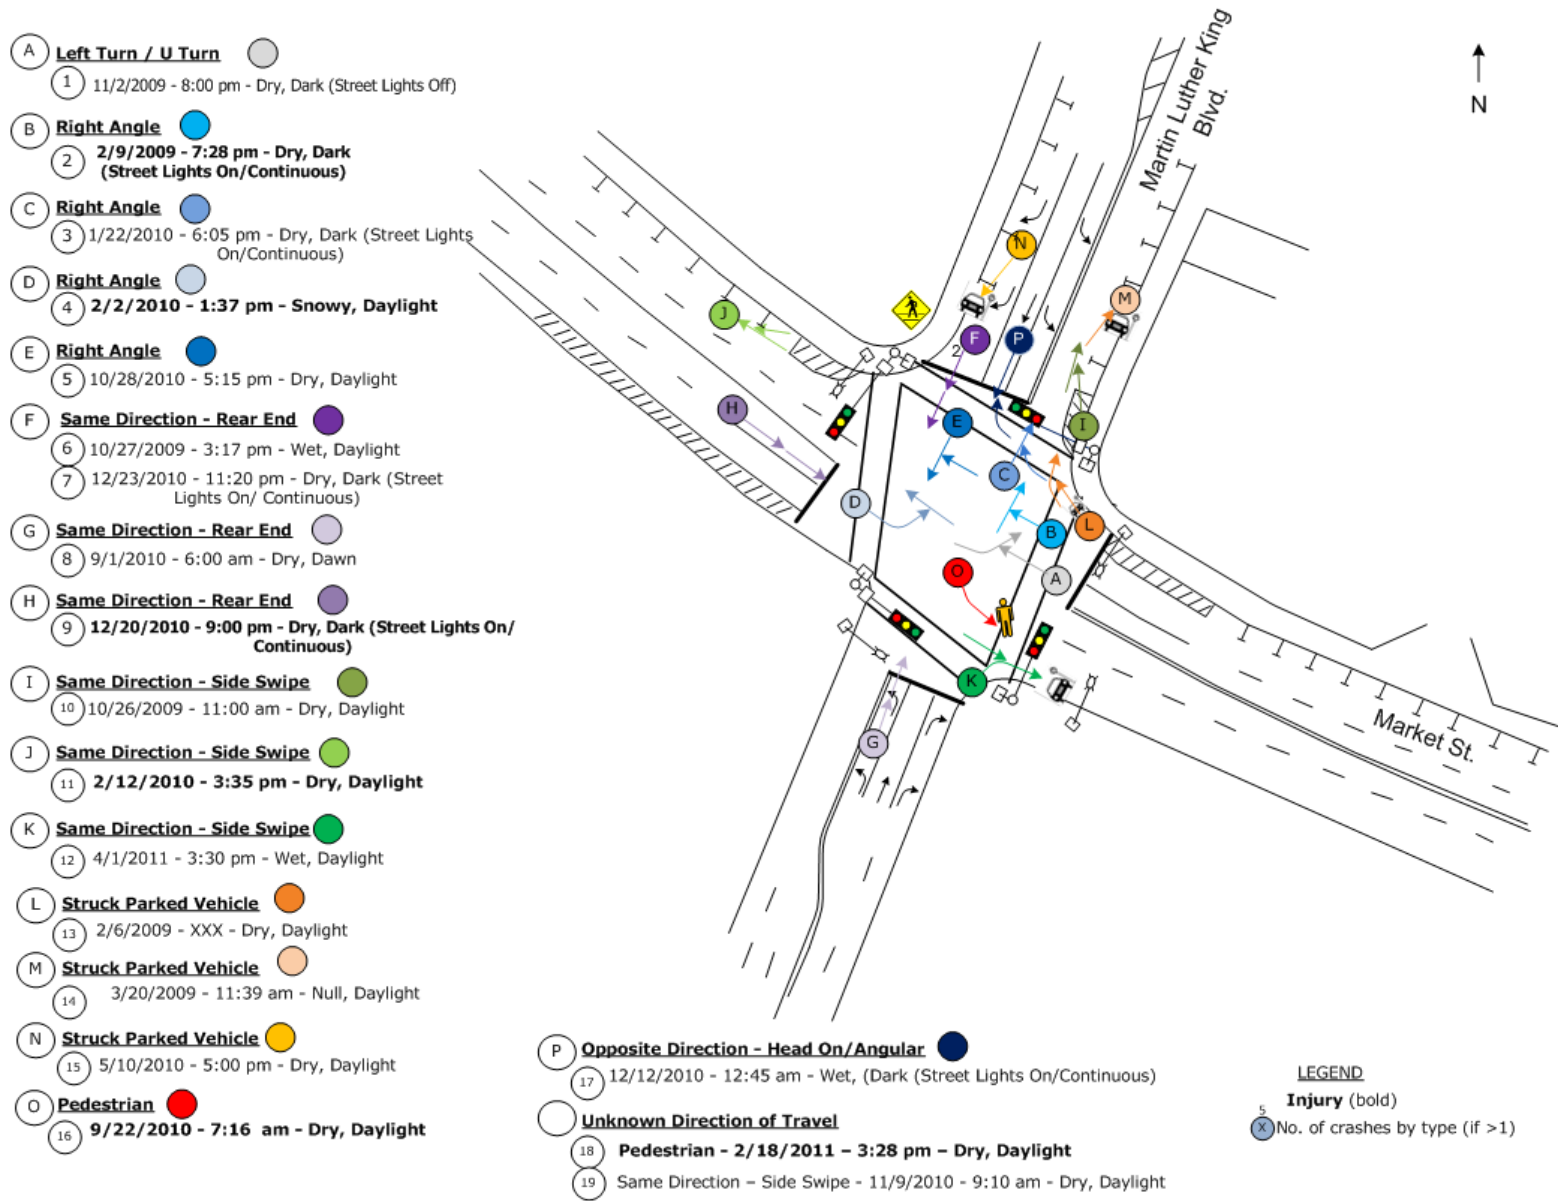 A Left Turn / U Turn
1 11/2/2009 - 8:00 pm - Dry, Dark (Street Lights Off)
B Right Angle
2 2/9/2009 - 7:28 pm - Dry, Dark
(Street Lights On/Continuous)
C Right Angle
3 1/22/2010 - 6:05 pm - Dry, Dark (Street Lights
On/Continuous)
D Right Angle
4 2/2/2010 - 1:37 pm - Snowy, Daylight
E Right Angle
5 10/28/2010 - 5:15 pm - Dry, Daylight
F Same Direction - Rear End
6 10/27/2009 - 3:17 pm - Wet, Daylight
7 12/23/2010 - 11:20 pm - Dry, Dark (Street
Lights On/ Continuous)
G Same Direction - Rear End
8 9/1/2010 - 6:00 am - Dry, Dawn
H Same Direction - Rear End
9 12/20/2010 - 9:00 pm - Dry, Dark (Street Lights On/
Continuous)
I Same Direction - Side Swipe
10 10/26/2009 - 11:00 am - Dry, Daylight
J Same Direction - Side Swipe
11 2/12/2010 - 3:35 pm - Dry, Daylight
K Same Direction - Side Swipe
12 4/1/2011 - 3:30 pm - Wet, Daylight
L Struck Parked Vehicle
13 2/6/2009 - XXX - Dry, Daylight
M Struck Parked Vehicle
14 3/20/2009 - 11:39 am - Null, Daylight
N Struck Parked Vehicle
15 5/10/2010 - 5:00 pm - Dry, Daylight
O Pedestrian
16 9/22/2010 - 7:16 am - Dry, Daylight
P Opposite Direction - Head On/Angular
17 12/12/2010 - 12:45 am - Wet, (Dark (Street Lights On/Continuous)
Unknown Direction of Travel
18 Pedestrian - 2/18/2011 – 3:28 pm – Dry, Daylight
19 Same Direction – Side Swipe - 11/9/2010 - 9:10 am - Dry, Daylight
Martin Luther King
Blvd.
N
N
M
J
2
F
P
H
E
I
C
D
B
L
O
A
K
G
Market St.
LEGEND
Injury (bold)
5
X No. of crashes by type (if >1)